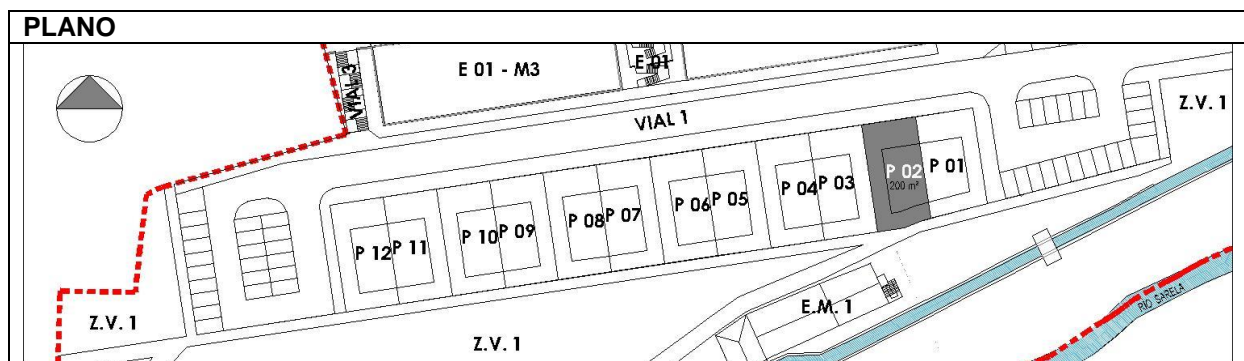 PLANO
VIAL 3
E 01 - M3
E 01
VIAL 1
Z.V. 1
P 12
P 11
P 10
P 09
P 08
P 07
P 06
P 05
P 04
P 03
P 02
200 m²
P 01
Z.V. 1
Z.V. 1
E.M. 1
RIO SARELA